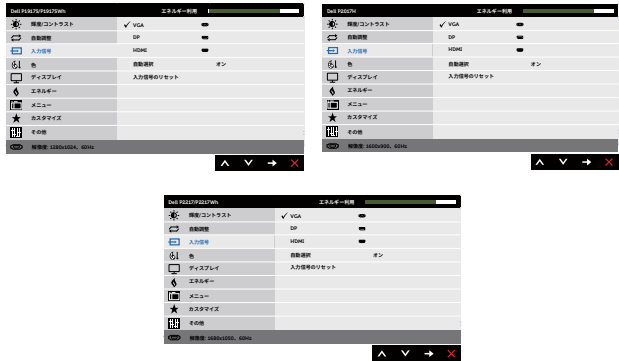 Dell P1917S/P1917SWh エネルギー利用
輝度/コントラスト ✓ VGA
自動調整 DP
入力信号 HDMI
色 自動選択 オン
ディスプレイ 入力信号のリセット
エネルギー
メニュー
カスタマイズ
その他
解像度: 1280x1024、60Hz
Dell P2017H エネルギー利用
輝度/コントラスト ✓ VGA
自動調整 DP
入力信号 HDMI
色 自動選択 オン
ディスプレイ 入力信号のリセット
エネルギー
メニュー
カスタマイズ
その他
解像度: 1600x900、60Hz
Dell P2217/P2217Wh エネルギー利用
輝度/コントラスト ✓ VGA
自動調整 DP
入力信号 HDMI
色 自動選択 オン
ディスプレイ 入力信号のリセット
エネルギー
メニュー
カスタマイズ
その他
解像度: 1680x1050、60Hz